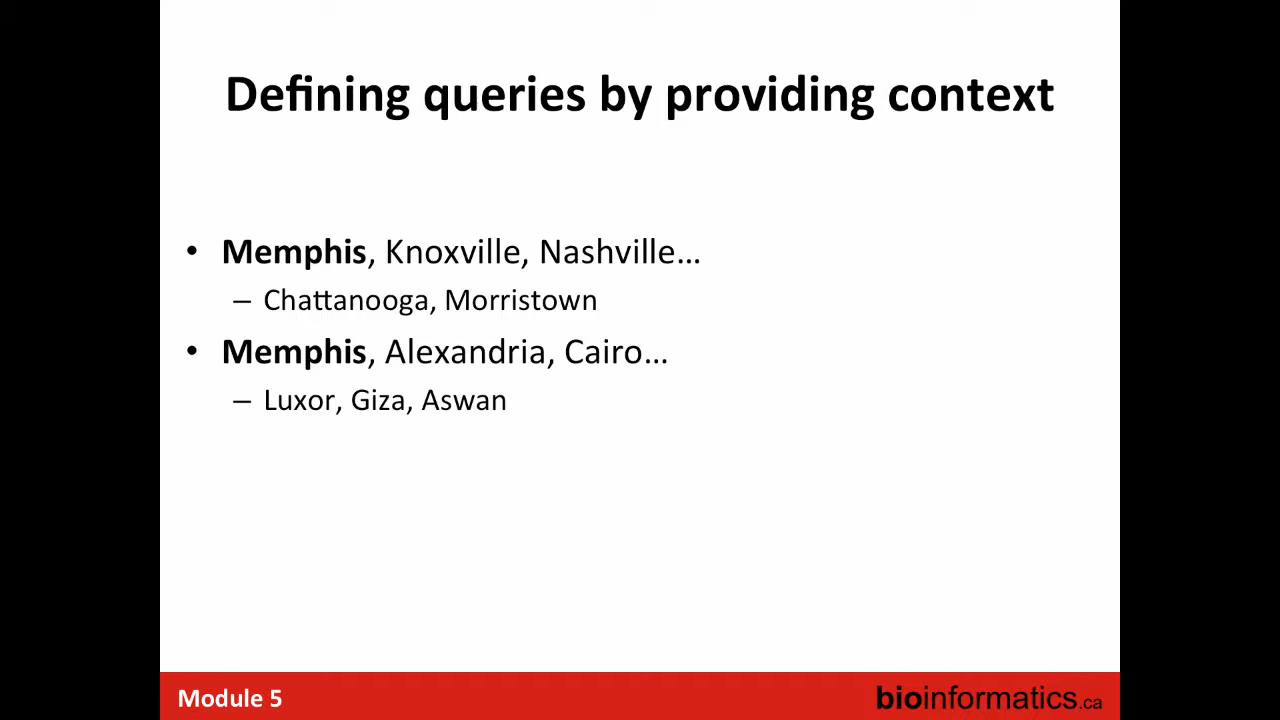 Defining queries by providing context
• Memphis, Knoxville, Nashville…
– Chattanooga, Morristown
• Memphis, Alexandria, Cairo…
– Luxor, Giza, Aswan
Module 5
bioinformatics.ca